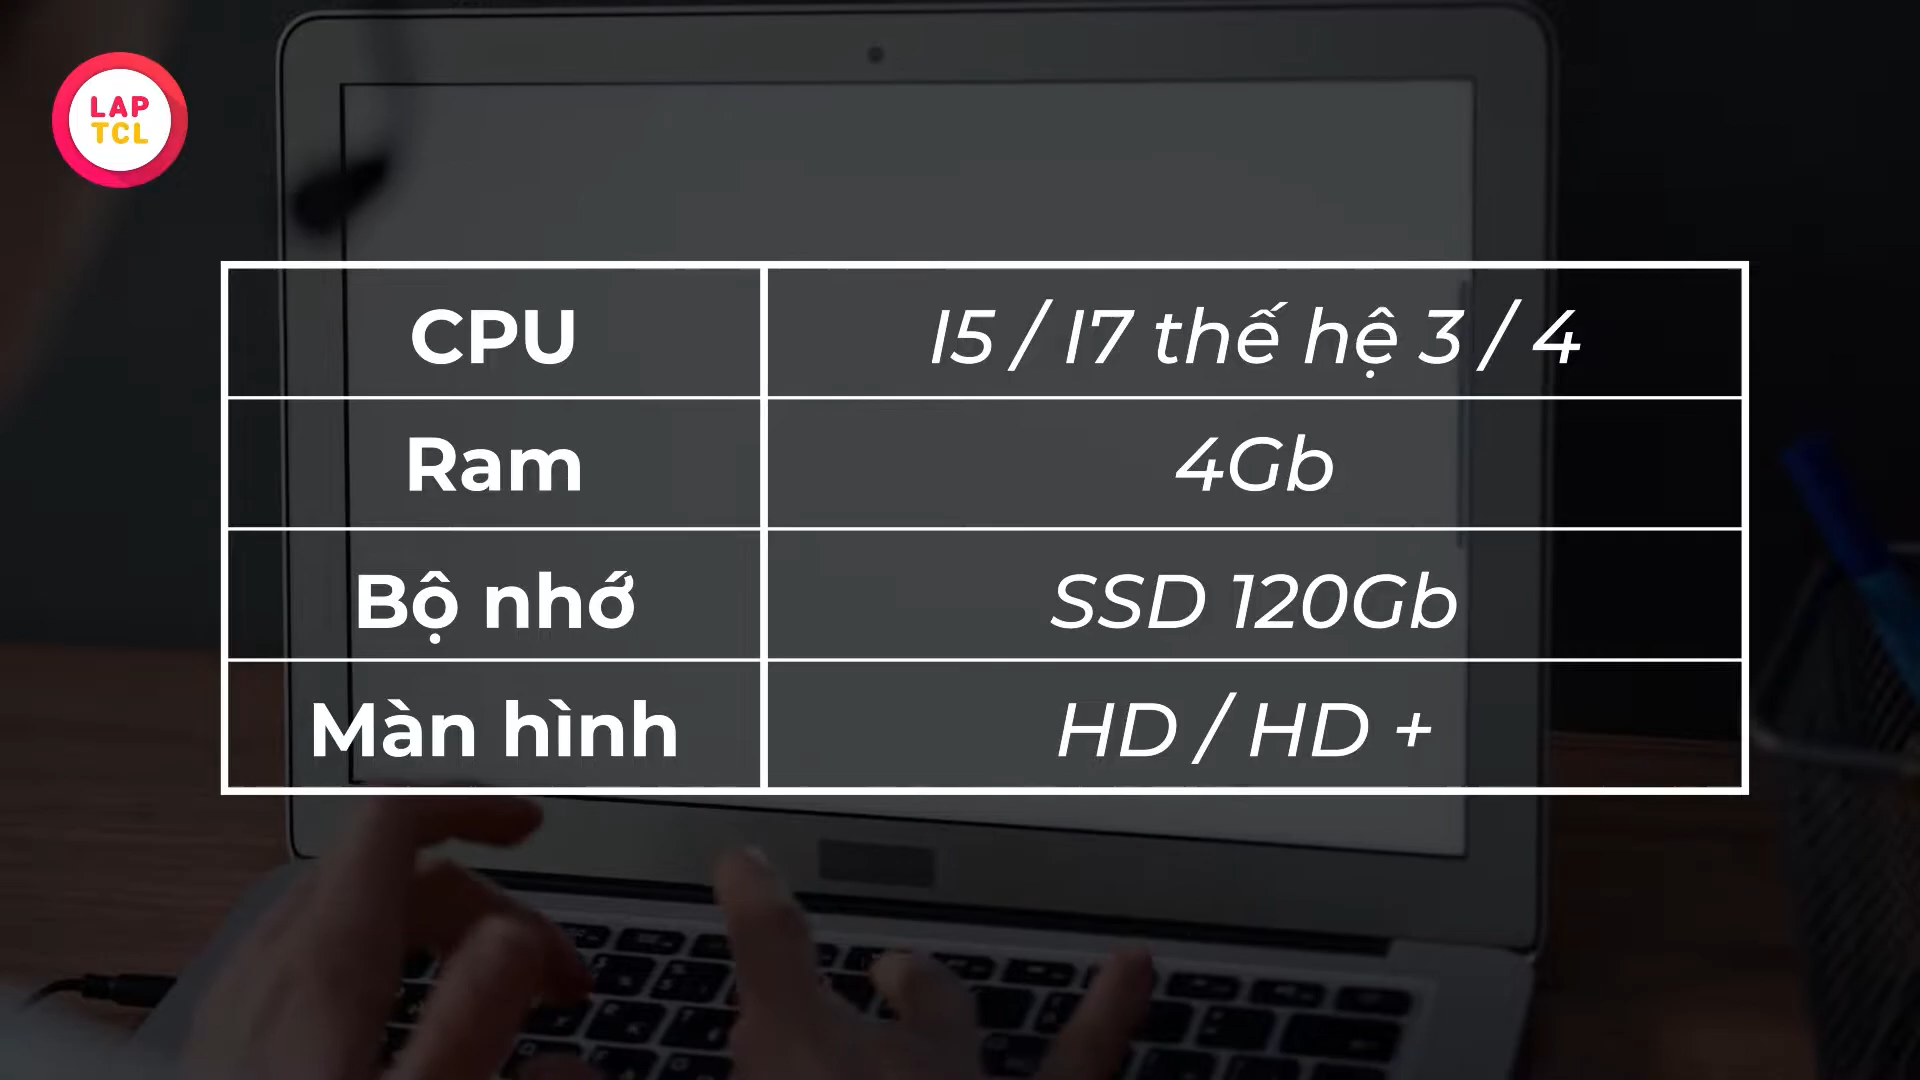 LAP
TCL
CPU
I5 / I7 thế hệ 3 / 4
Ram
4Gb
Bộ nhớ
SSD 120Gb
Màn hình
HD / HD +